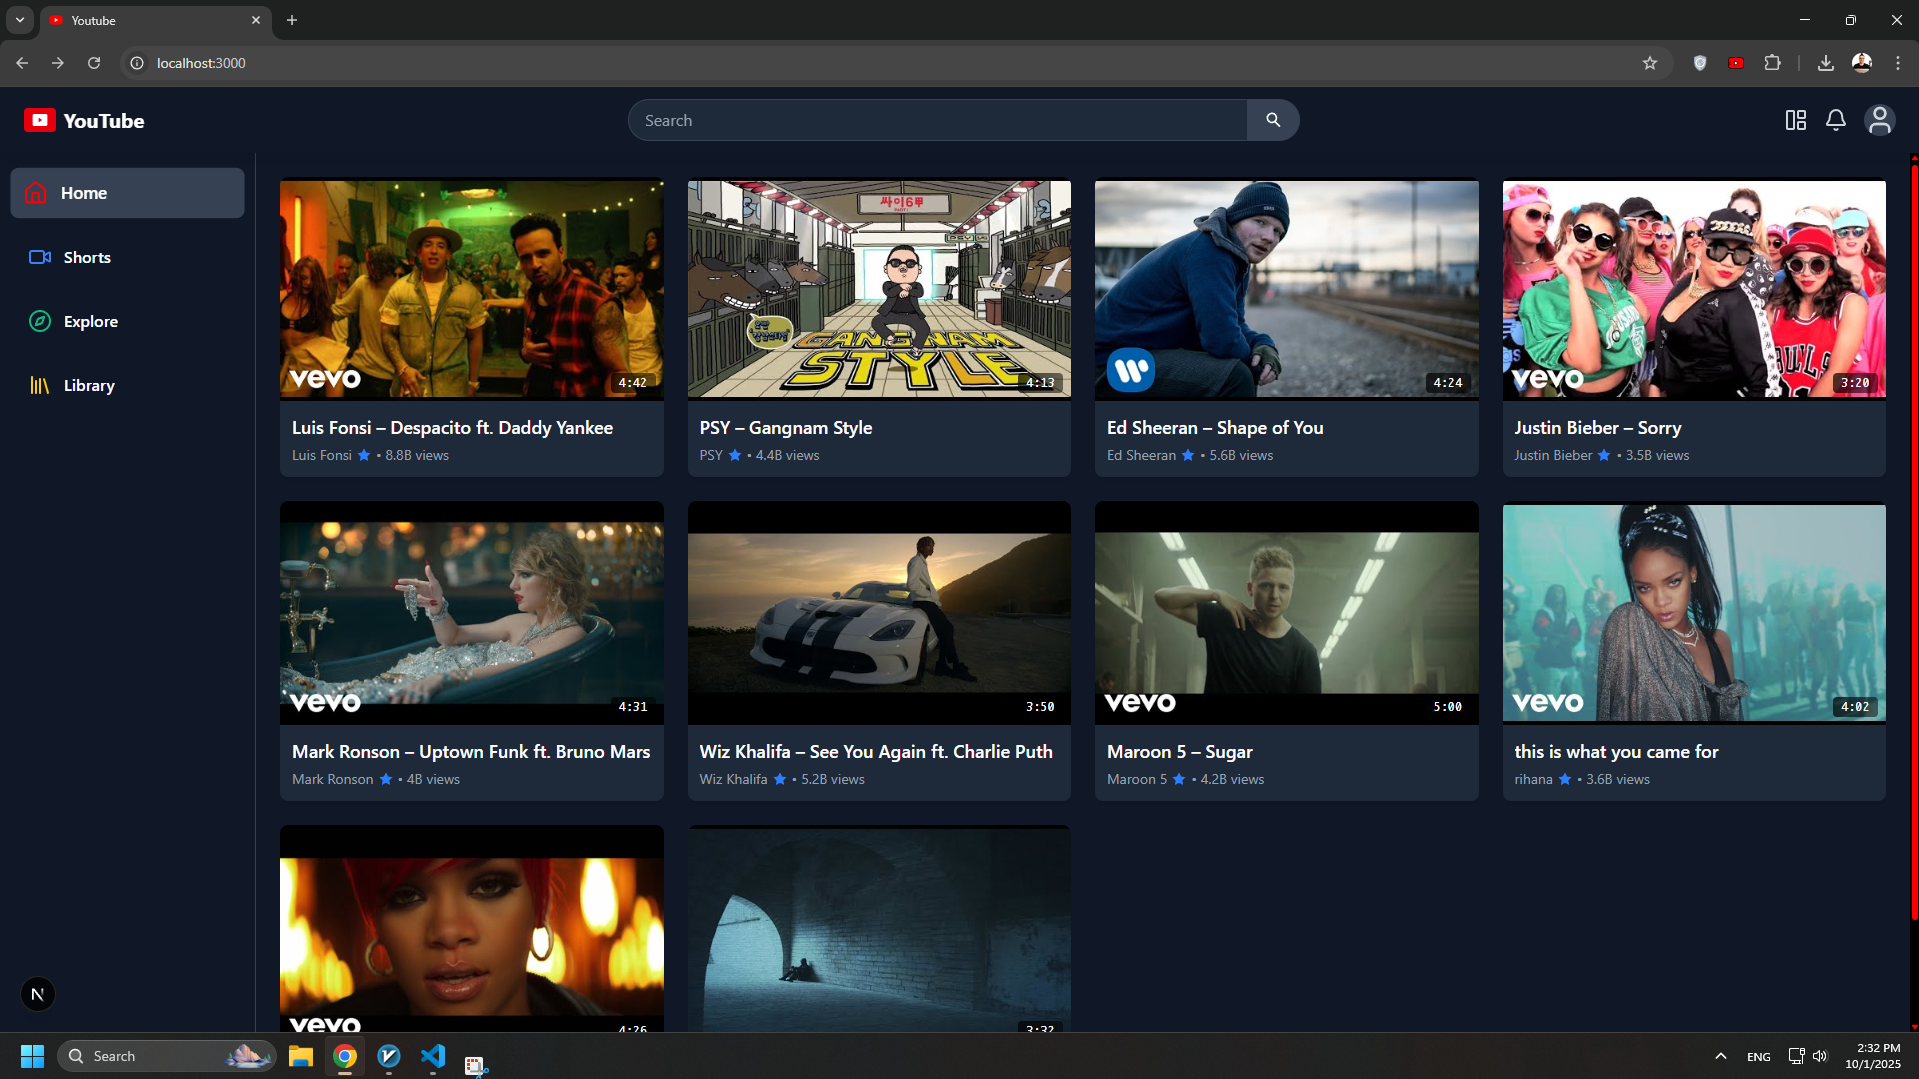 Youtube
localhost:3000
YouTube
Search
Home
Shorts
Explore
Library
vevo
4:42
Luis Fonsi – Despacito ft. Daddy Yankee
Luis Fonsi • 8.8B views
싸이6甲
GANGNAM
STYLE
4:13
PSY – Gangnam Style
PSY • 4.4B views
4:24
Ed Sheeran – Shape of You
Ed Sheeran • 5.6B views
vevo
3:20
Justin Bieber – Sorry
Justin Bieber • 3.5B views
vevo
4:31
Mark Ronson – Uptown Funk ft. Bruno Mars
Mark Ronson • 4B views
3:50
Wiz Khalifa – See You Again ft. Charlie Puth
Wiz Khalifa • 5.2B views
vevo
5:00
Maroon 5 – Sugar
Maroon 5 • 4.2B views
vevo
4:02
this is what you came for
rihana • 3.6B views
vevo
4:26
3:32
N
Search
ENG
2:32 PM
10/1/2025